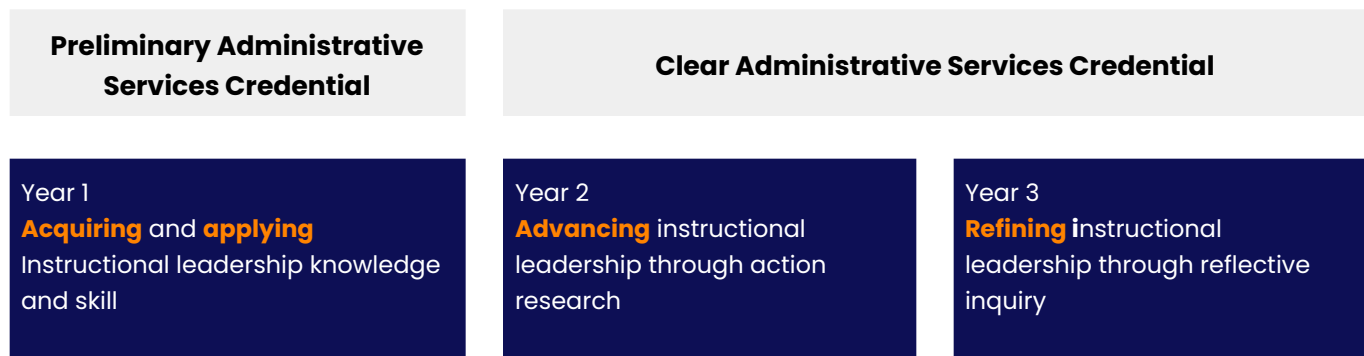 Preliminary Administrative
Services Credential
Clear Administrative Services Credential
Year 1
Acquiring and applying
Instructional leadership knowledge
and skill
Year 2
Advancing instructional
leadership through action
research
Year 3
Refining instructional
leadership through reflective
inquiry